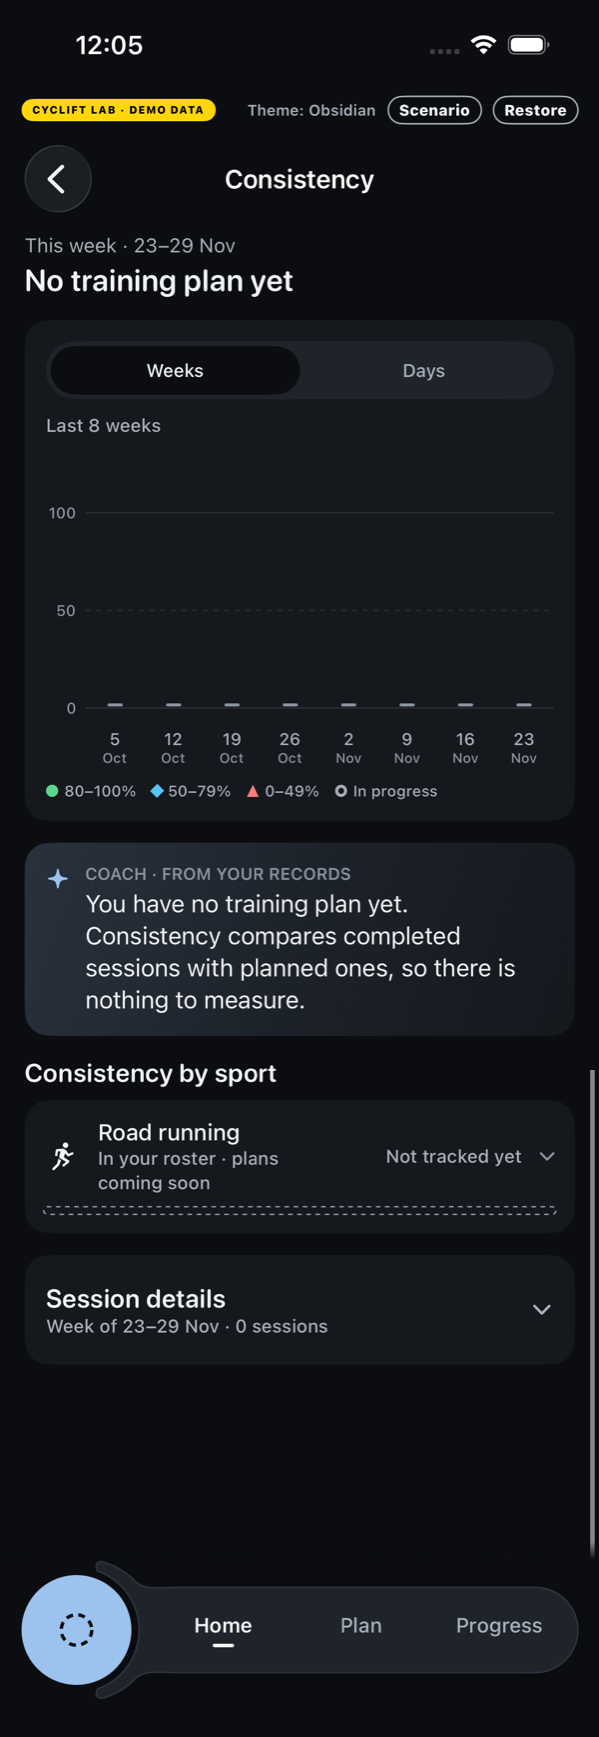 12:05
CYCLIFT LAB · DEMO DATA
Theme: Obsidian
Scenario
Restore
Consistency
This week · 23–29 Nov
No training plan yet
Weeks
Days
Last 8 weeks
100
50
0
5 Oct
12 Oct
19 Oct
26 Oct
2 Nov
9 Nov
16 Nov
23 Nov
80–100%
50–79%
0–49%
In progress
COACH · FROM YOUR RECORDS
You have no training plan yet.
Consistency compares completed
sessions with planned ones, so there is
nothing to measure.
Consistency by sport
Road running
In your roster · plans
coming soon
Not tracked yet
Session details
Week of 23–29 Nov · 0 sessions
Home
Plan
Progress